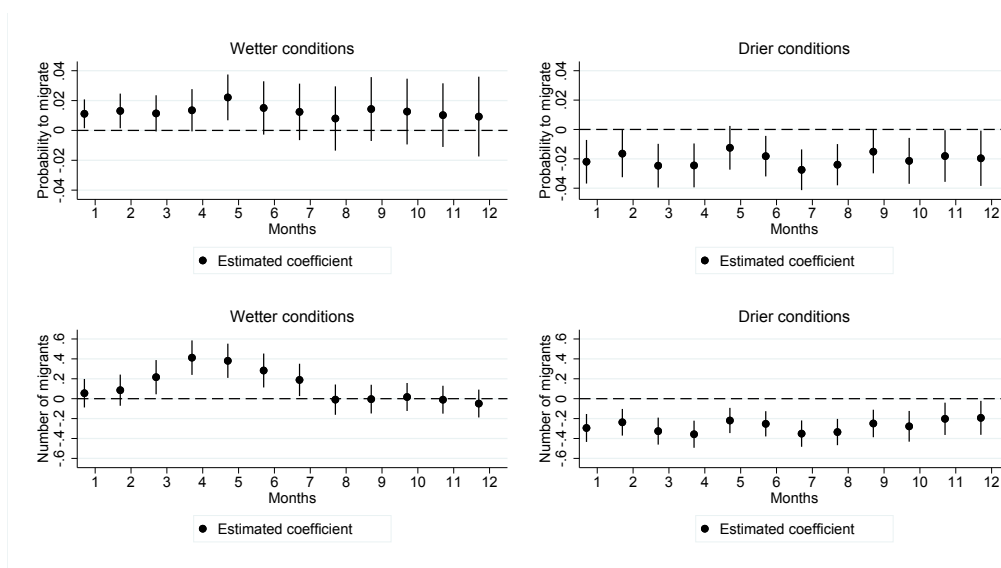 Wetter conditions
Probability to migrate
.04
.02
0
-.02
-.04
1 2 3 4 5 6 7 8 9 10 11 12
Months
Estimated coefficient
Drier conditions
Probability to migrate
.04
.02
0
-.02
-.04
1 2 3 4 5 6 7 8 9 10 11 12
Months
Estimated coefficient
Wetter conditions
Number of migrants
.6
.4
.2
0
-.2
-.4
-.6
1 2 3 4 5 6 7 8 9 10 11 12
Months
Estimated coefficient
Drier conditions
Number of migrants
.6
.4
.2
0
-.2
-.4
-.6
1 2 3 4 5 6 7 8 9 10 11 12
Months
Estimated coefficient